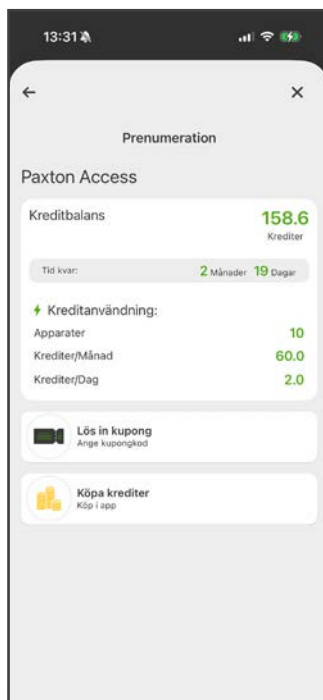 13:31
Prenumeration
Paxton Access
Kreditbalans 158.6
Krediter
Tid kvar: 2 Månader 19 Dagar
Kreditanvändning:
Apparater 10
Krediter/Månad 60.0
Krediter/Dag 2.0
Lös in kupong
Ange kupongkod
Köpa krediter
Köp i app